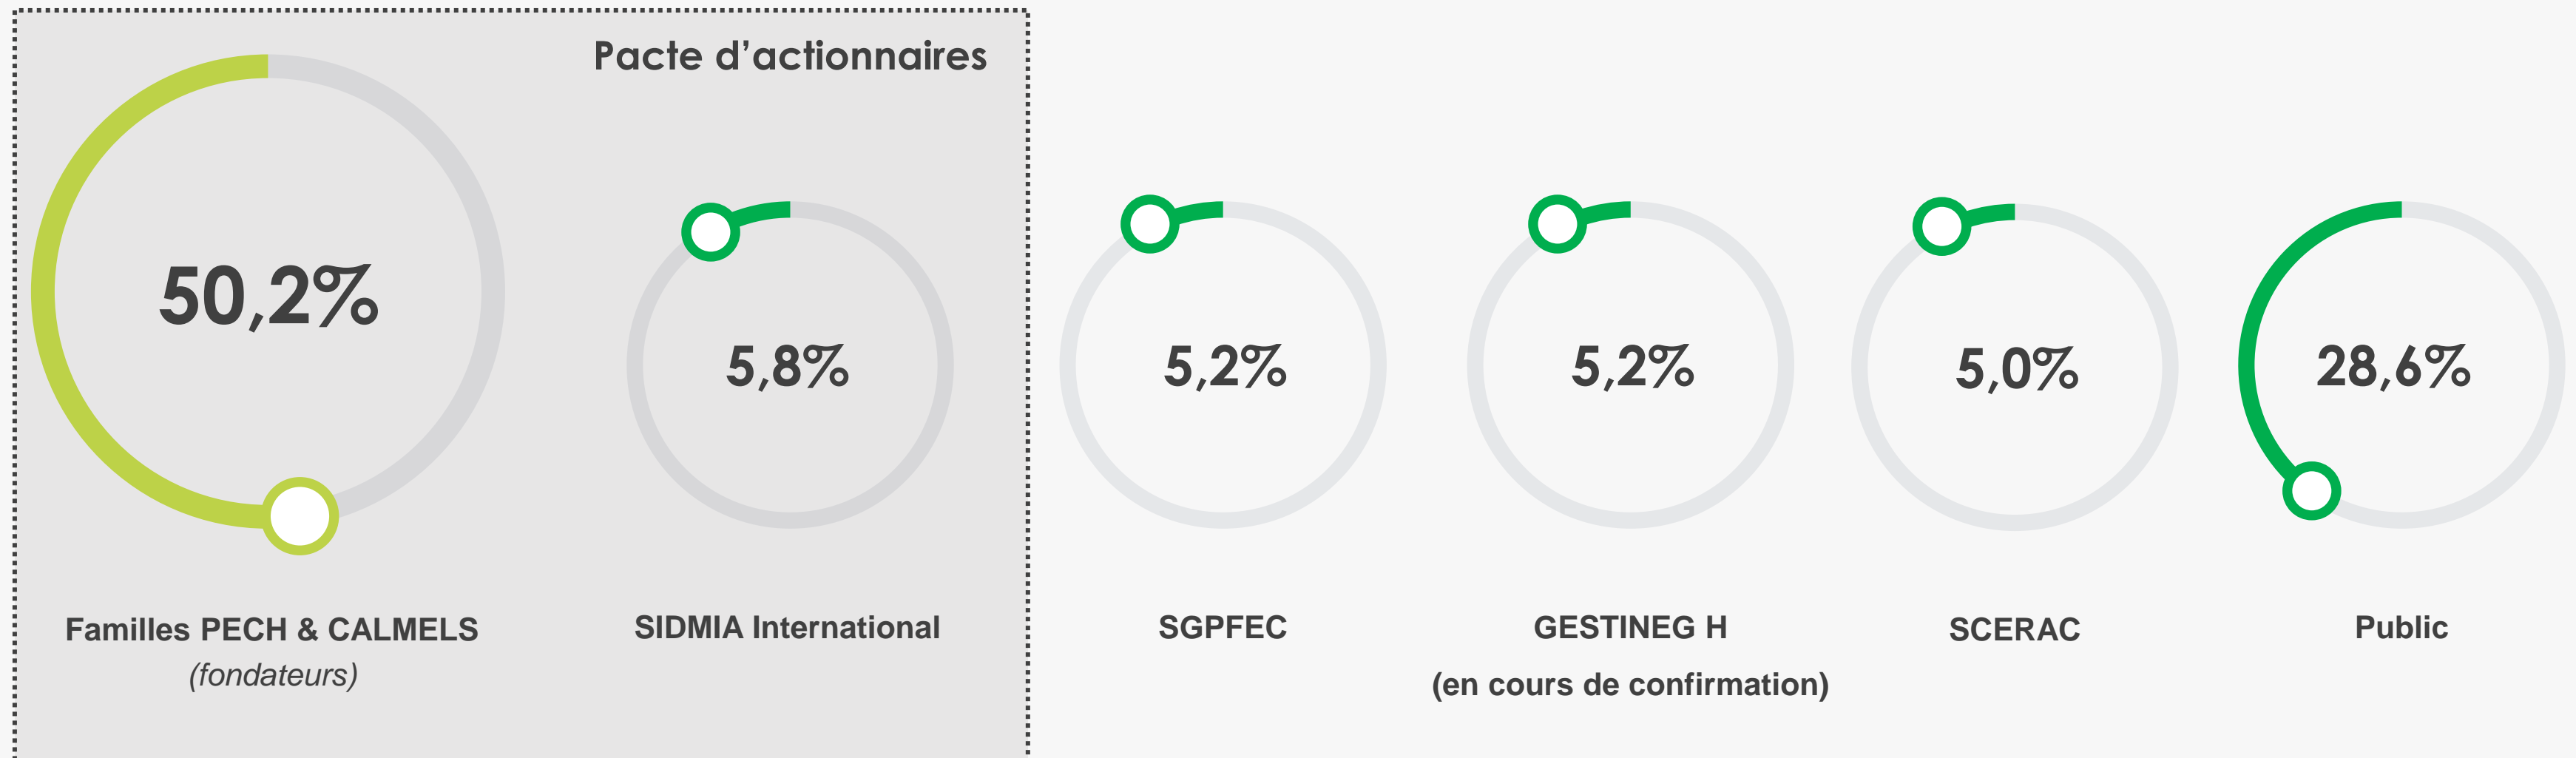 Pacte d’actionnaires
50,2%
5,8%
5,2%
5,2%
5,0%
28,6%
Familles PECH & CALMELS
(fondateurs)
SIDMIA International
SGPFEC
GESTINEG H
(en cours de confirmation)
SCERAC
Public